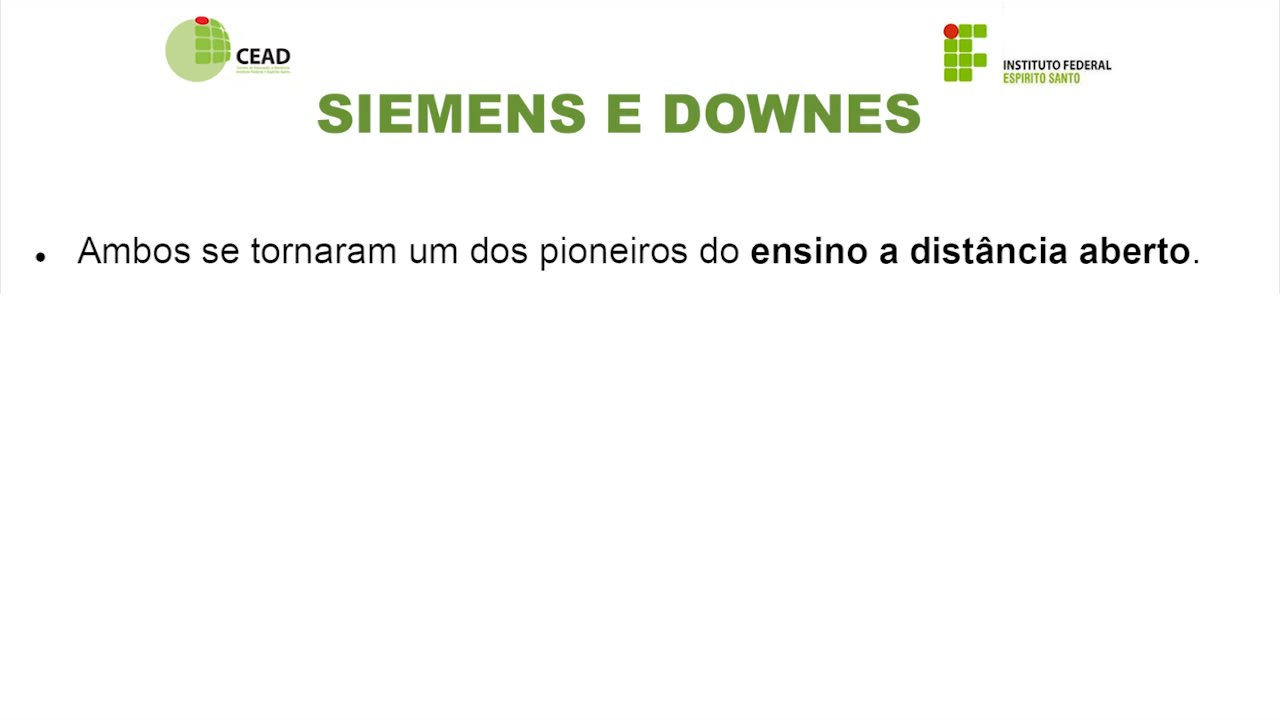 CEAD
INSTITUTO FEDERAL
ESPIRITO SANTO
SIEMENS E DOWNES
• Ambos se tornaram um dos pioneiros do ensino a distância aberto.